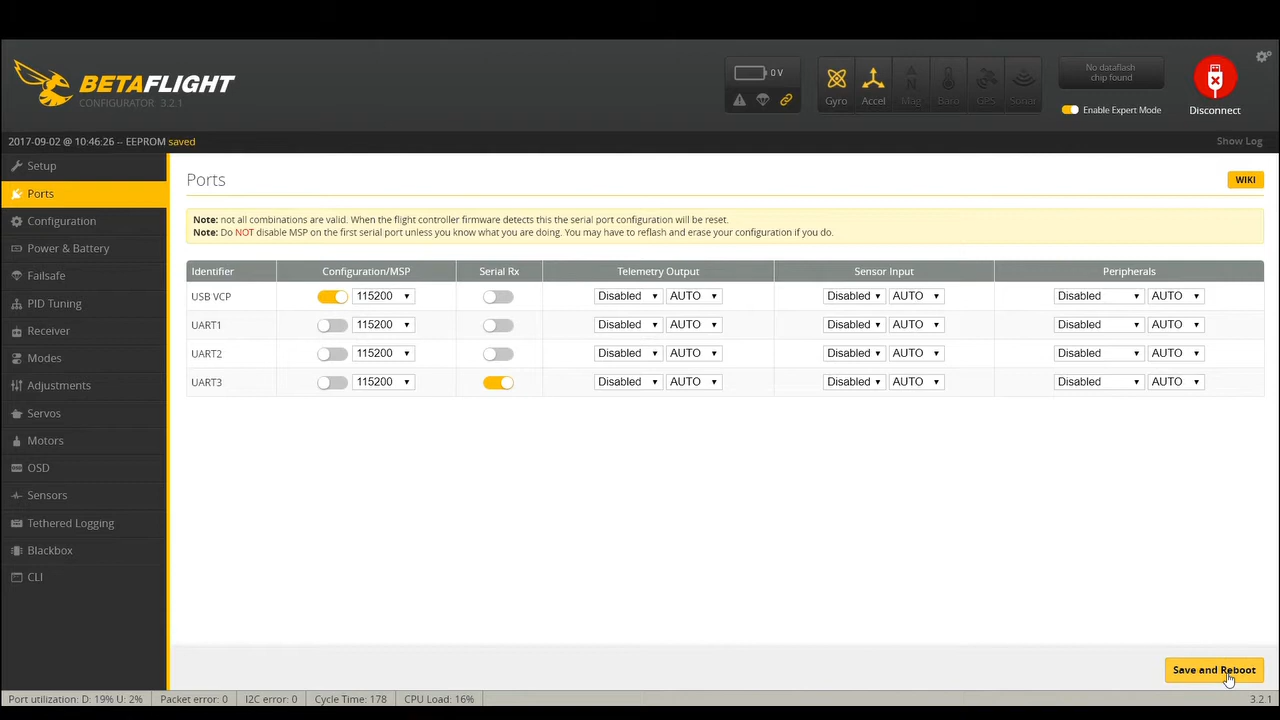 BETAFLIGHT
CONFIGURATOR 3.2.1
0 V
Gyro Accel Mag Baro GPS Sonar
No dataflash
chip found
Enable Expert Mode
Disconnect
2017-09-02 @ 10:46:26 -- EEPROM saved
Show Log
Setup
Ports
Configuration
Power & Battery
Failsafe
PID Tuning
Receiver
Modes
Adjustments
Servos
Motors
OSD
Sensors
Tethered Logging
Blackbox
CLI
Ports
WIKI
Note: not all combinations are valid. When the flight controller firmware detects this the serial port configuration will be reset.
Note: Do NOT disable MSP on the first serial port unless you know what you are doing. You may have to reflash and erase your configuration if you do.
Identifier Configuration/MSP Serial Rx Telemetry Output Sensor Input Peripherals
USB VCP 115200 Disabled AUTO Disabled AUTO Disabled AUTO
UART1 115200 Disabled AUTO Disabled AUTO Disabled AUTO
UART2 115200 Disabled AUTO Disabled AUTO Disabled AUTO
UART3 115200 Disabled AUTO Disabled AUTO Disabled AUTO
Save and Reboot
Port utilization: D: 19% U: 2% Packet error: 0 I2C error: 0 Cycle Time: 178 CPU Load: 16% 3.2.1